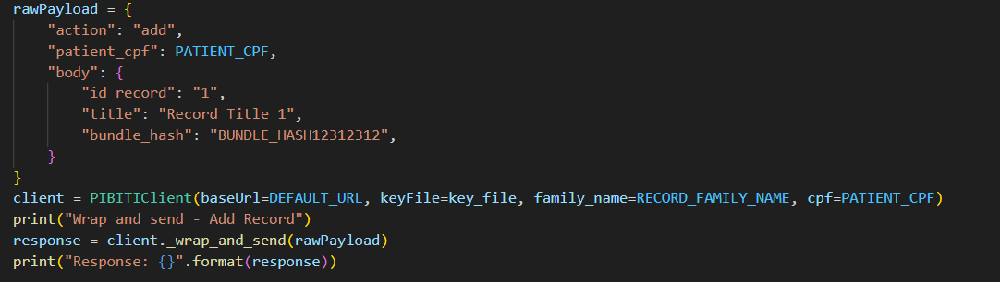 rawPayload = {
    "action": "add",
    "patient_cpf": PATIENT_CPF,
    "body": {
        "id_record": "1",
        "title": "Record Title 1",
        "bundle_hash": "BUNDLE_HASH12312312",
    }
}
client = PIBITIClient(baseUrl=DEFAULT_URL, keyFile=key_file, family_name=RECORD_FAMILY_NAME, cpf=PATIENT_CPF)
print("Wrap and send - Add Record")
response = client._wrap_and_send(rawPayload)
print("Response: {}".format(response))